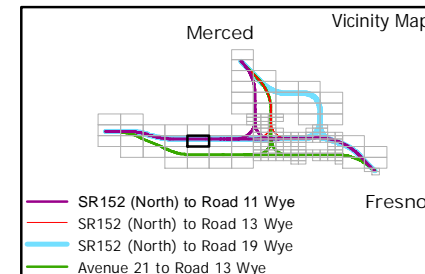 Vicinity Map
Merced
Fresno
SR152 (North) to Road 11 Wye
SR152 (North) to Road 13 Wye
SR152 (North) to Road 19 Wye
Avenue 21 to Road 13 Wye